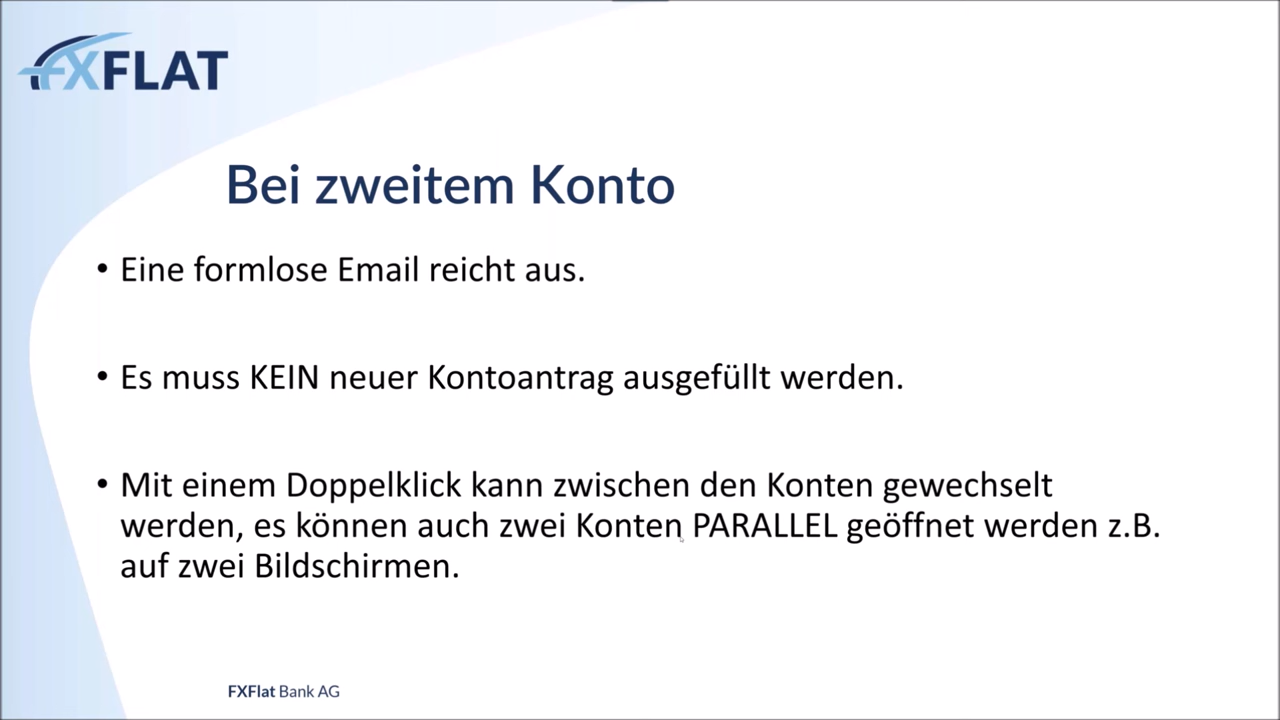 FXFLAT
Bei zweitem Konto
• Eine formlose Email reicht aus.
• Es muss KEIN neuer Kontoantrag ausgefüllt werden.
• Mit einem Doppelklick kann zwischen den Konten gewechselt
werden, es können auch zwei Konten PARALLEL geöffnet werden z.B.
auf zwei Bildschirmen.
FXFlat Bank AG